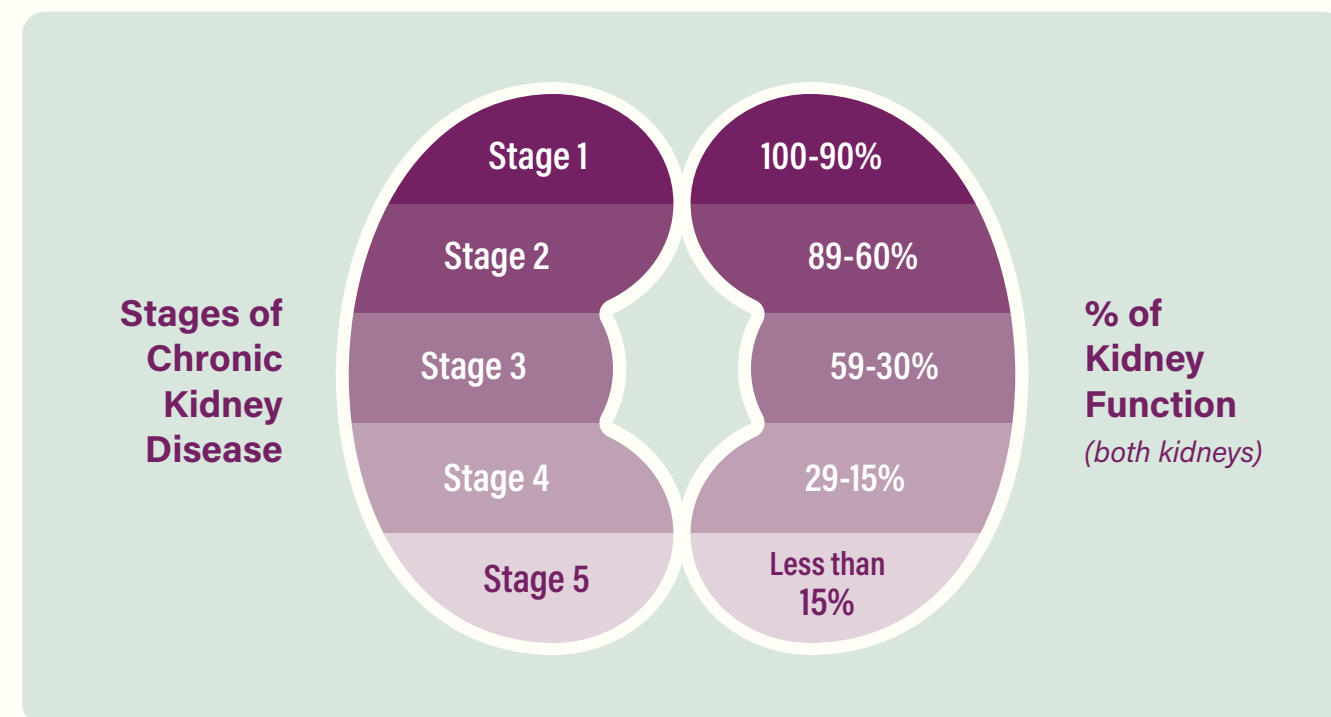 Stages of
Chronic
Kidney
Disease
Stage 1
100-90%
Stage 2
89-60%
Stage 3
59-30%
Stage 4
29-15%
Stage 5
Less than
15%
% of
Kidney
Function
(both kidneys)